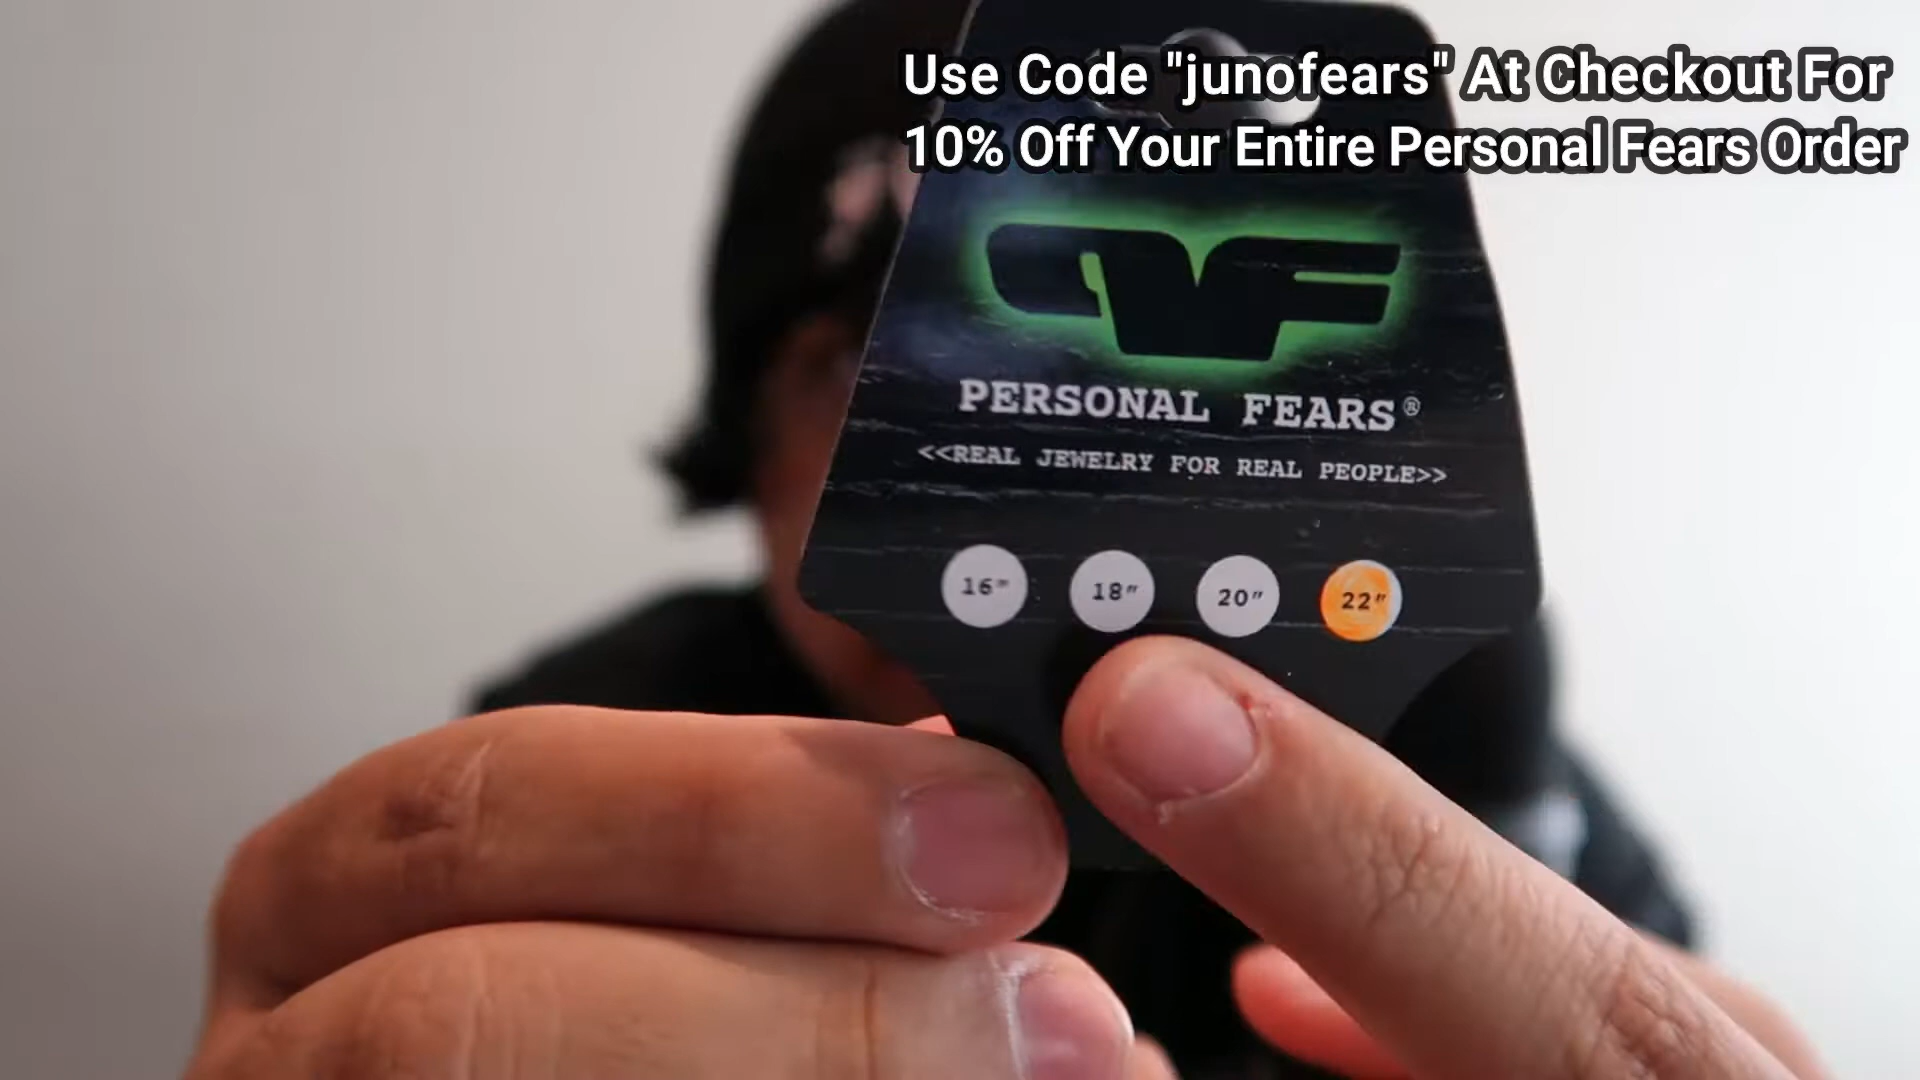 Use Code "junofears" At Checkout For
10% Off Your Entire Personal Fears Order
PF
PERSONAL FEARS®
<<REAL JEWELRY FOR REAL PEOPLE>>
16" 18" 20" 22"